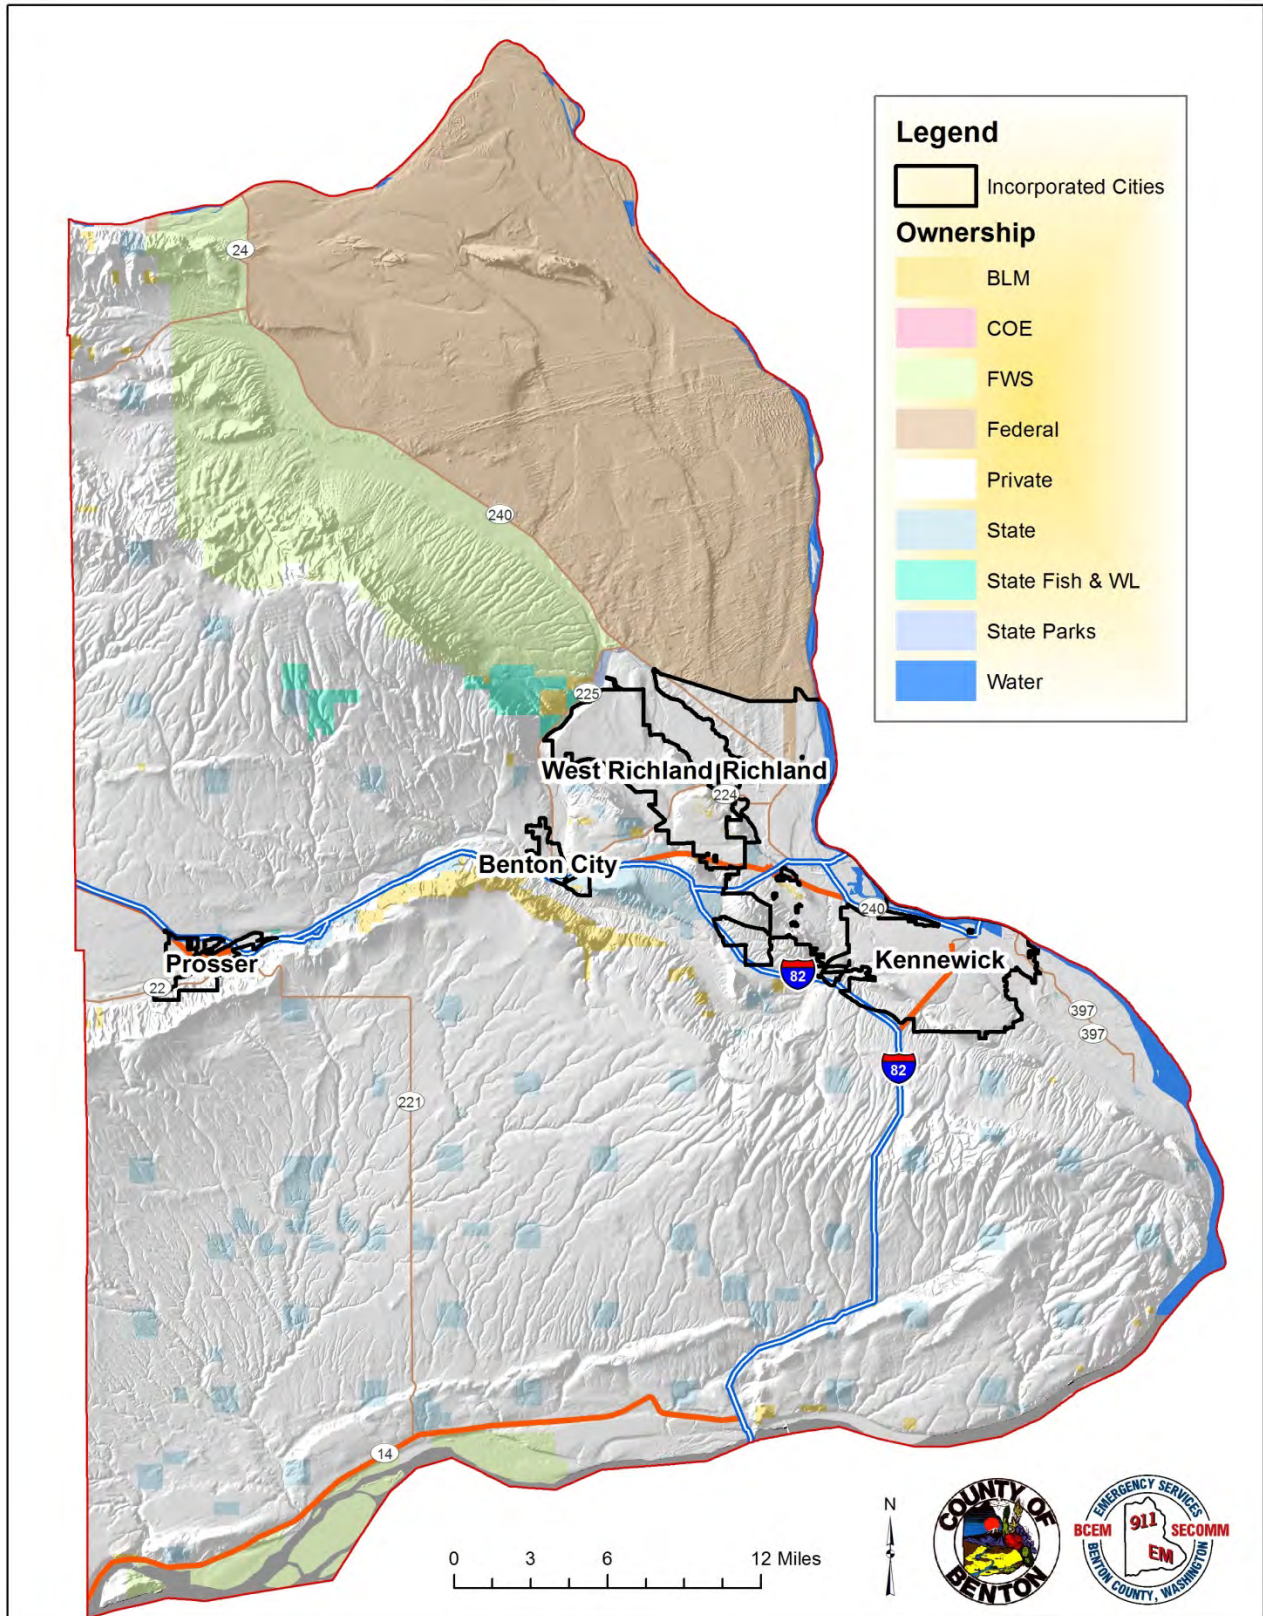 Legend
Incorporated Cities
Ownership
BLM
COE
FWS
Federal
Private
State
State Fish & WL
State Parks
Water
24
240
225
West Richland Richland
224
Benton City
240
Prosser
22
Kennewick
82
397
397
82
221
14
N
0 3 6 12 Miles
COUNTY OF
BENTON
EMERGENCY SERVICES
BCEM 911 SECOMM
EM
BENTON COUNTY, WASHINGTON